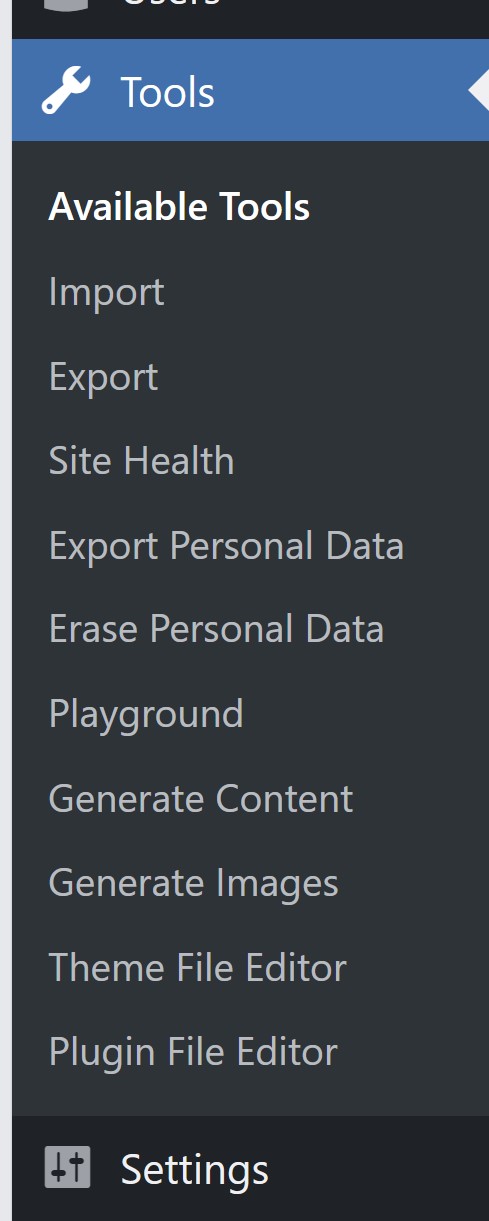 Users
Tools
Available Tools
Import
Export
Site Health
Export Personal Data
Erase Personal Data
Playground
Generate Content
Generate Images
Theme File Editor
Plugin File Editor
Settings